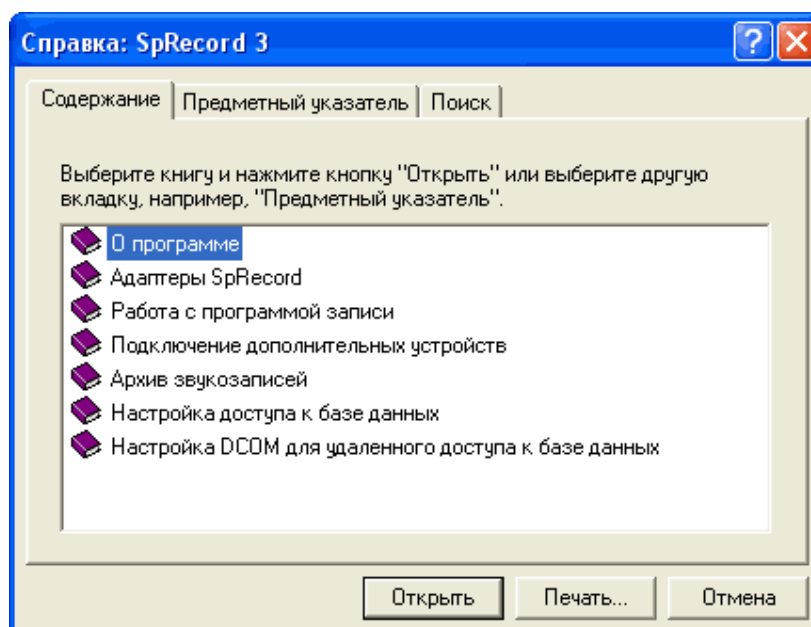 Справка: SpRecord 3
Содержание Предметный указатель Поиск
Выберите книгу и нажмите кнопку "Открыть" или выберите другую
вкладку, например, "Предметный указатель".
О программе
Адаптеры SpRecord
Работа с программой записи
Подключение дополнительных устройств
Архив звукозаписей
Настройка доступа к базе данных
Настройка DCOM для удаленного доступа к базе данных
Открыть Печать... Отмена